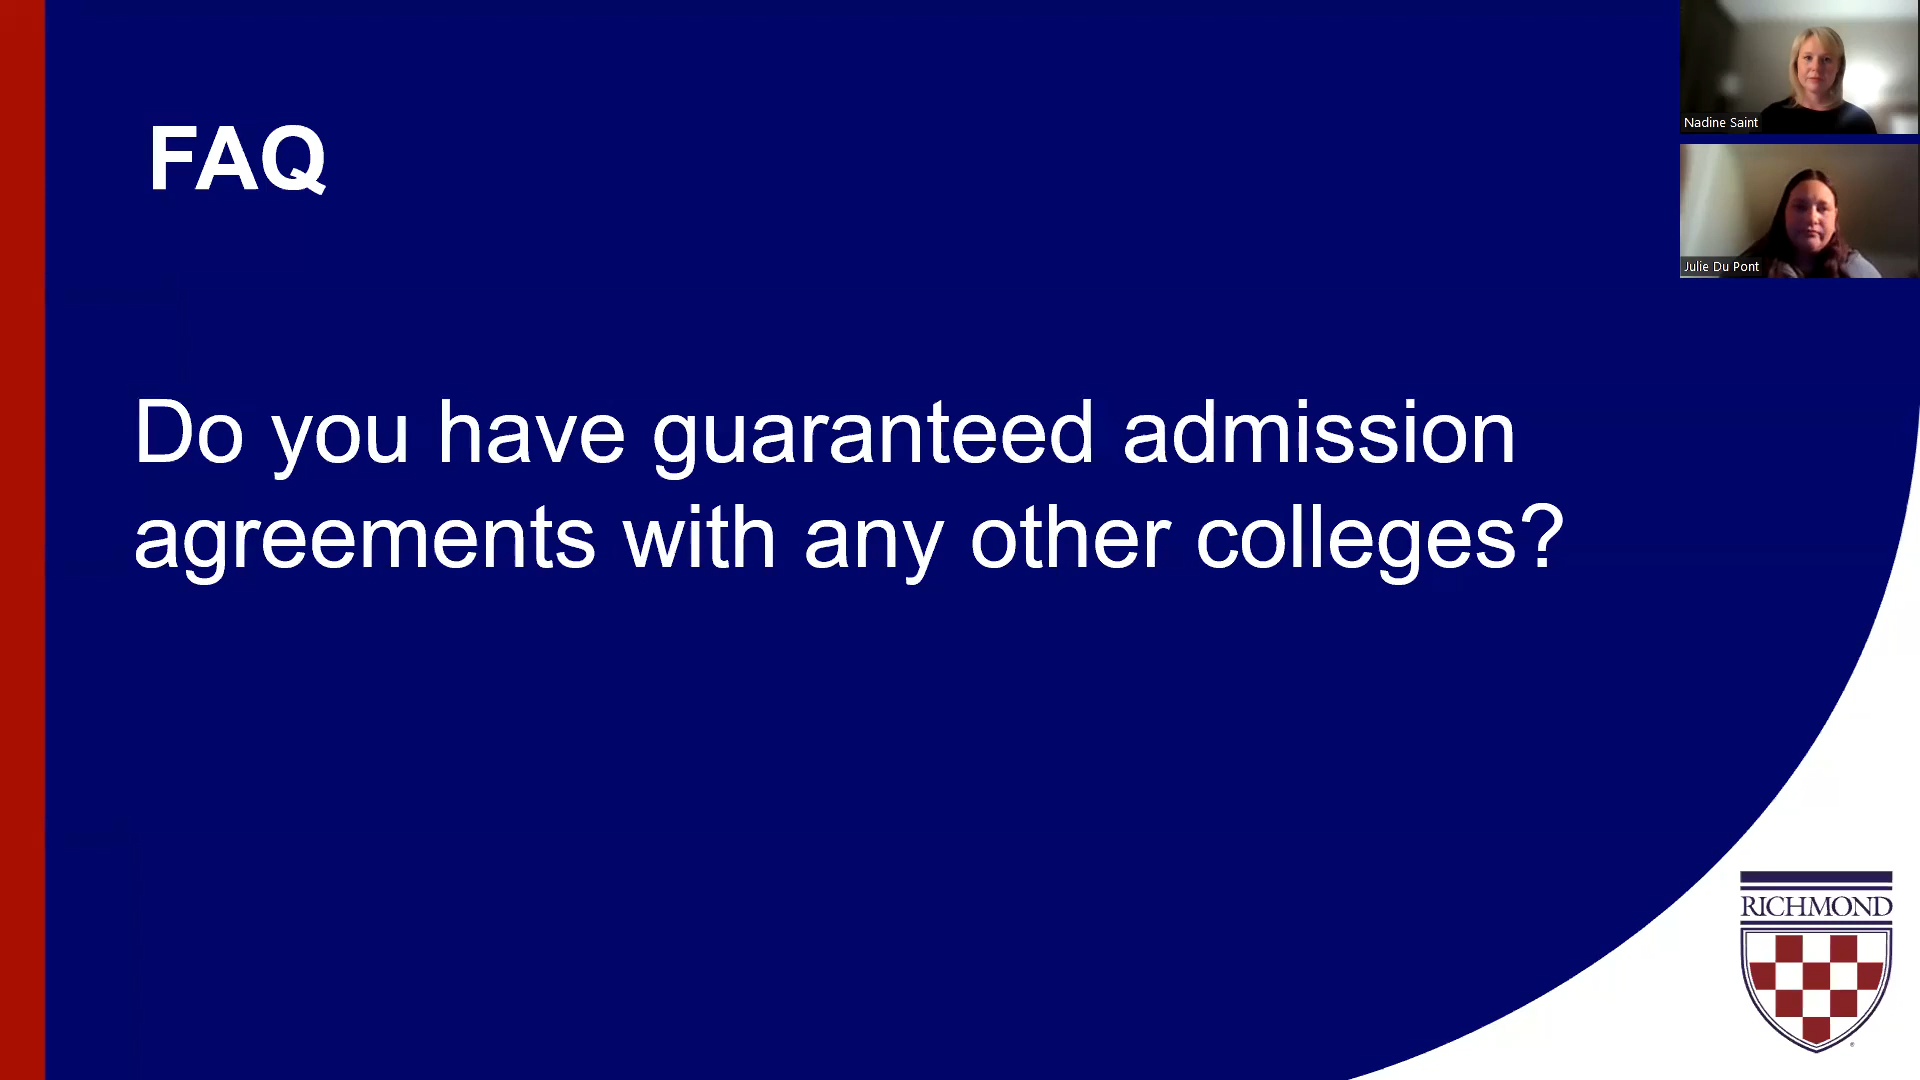 FAQ
Do you have guaranteed admission
agreements with any other colleges?
Nadine Saint
Julie Du Pont
RICHMOND